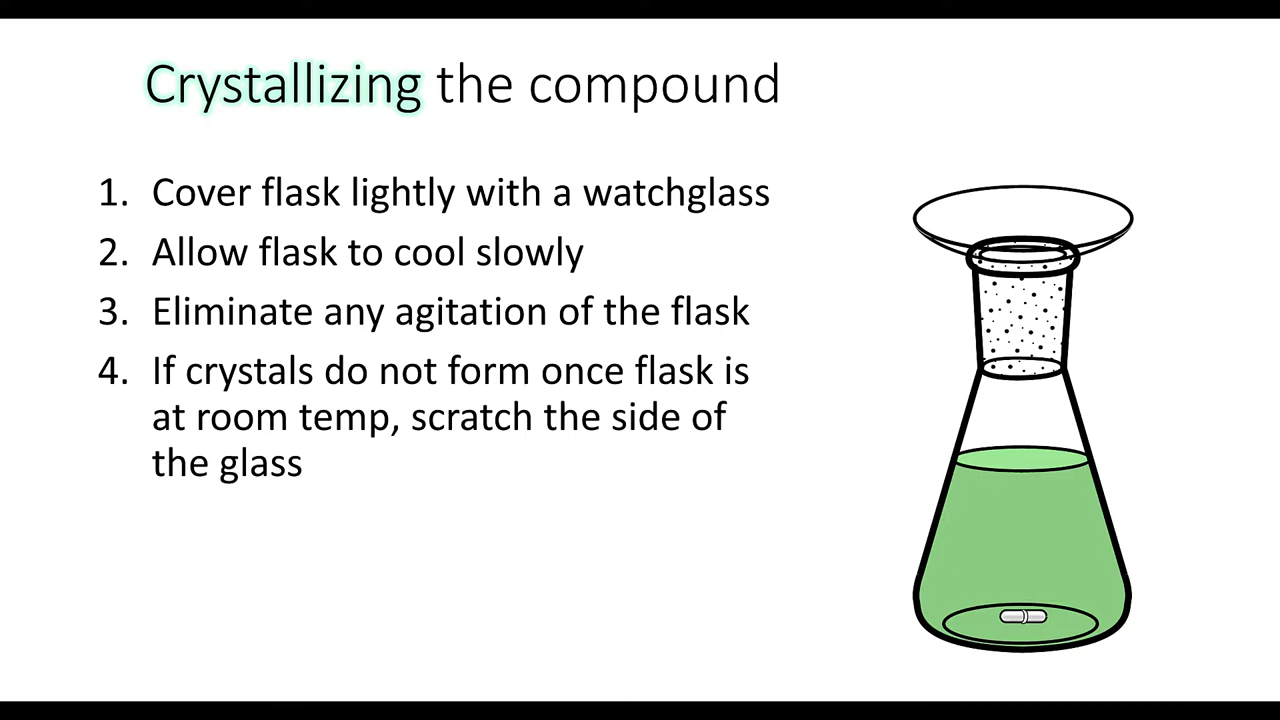 Crystallizing the compound
1. Cover flask lightly with a watchglass
2. Allow flask to cool slowly
3. Eliminate any agitation of the flask
4. If crystals do not form once flask is
at room temp, scratch the side of
the glass